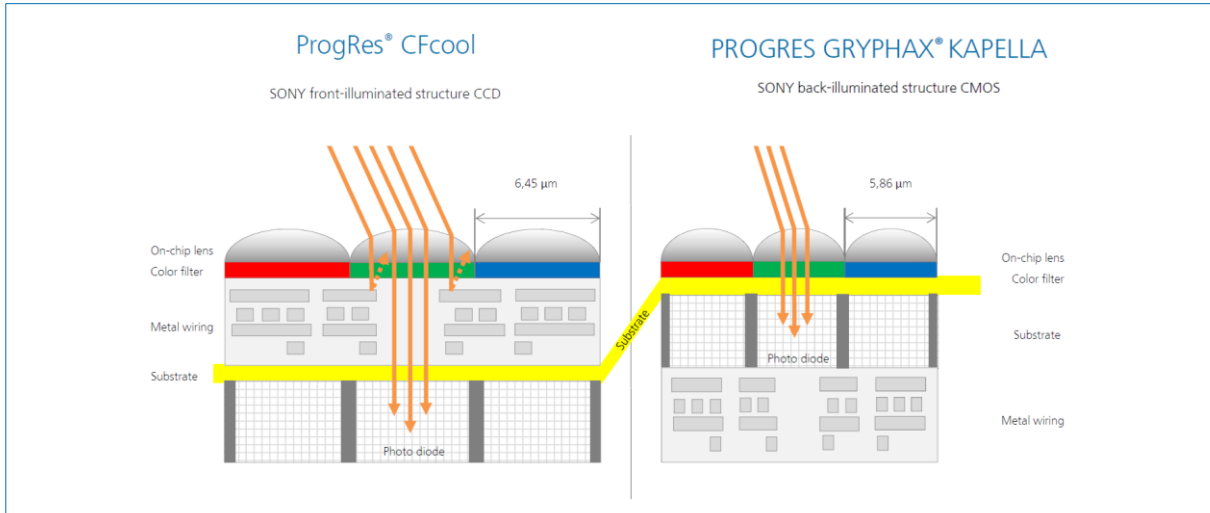 ProgRes® CFcool
SONY front-illuminated structure CCD
6,45 µm
On-chip lens
Color filter
Metal wiring
Substrate
Photo diode
Substrate
PROGRES GRYPHAX® KAPELLA
SONY back-illuminated structure CMOS
5,86 µm
On-chip lens
Color filter
Substrate
Photo diode
Metal wiring